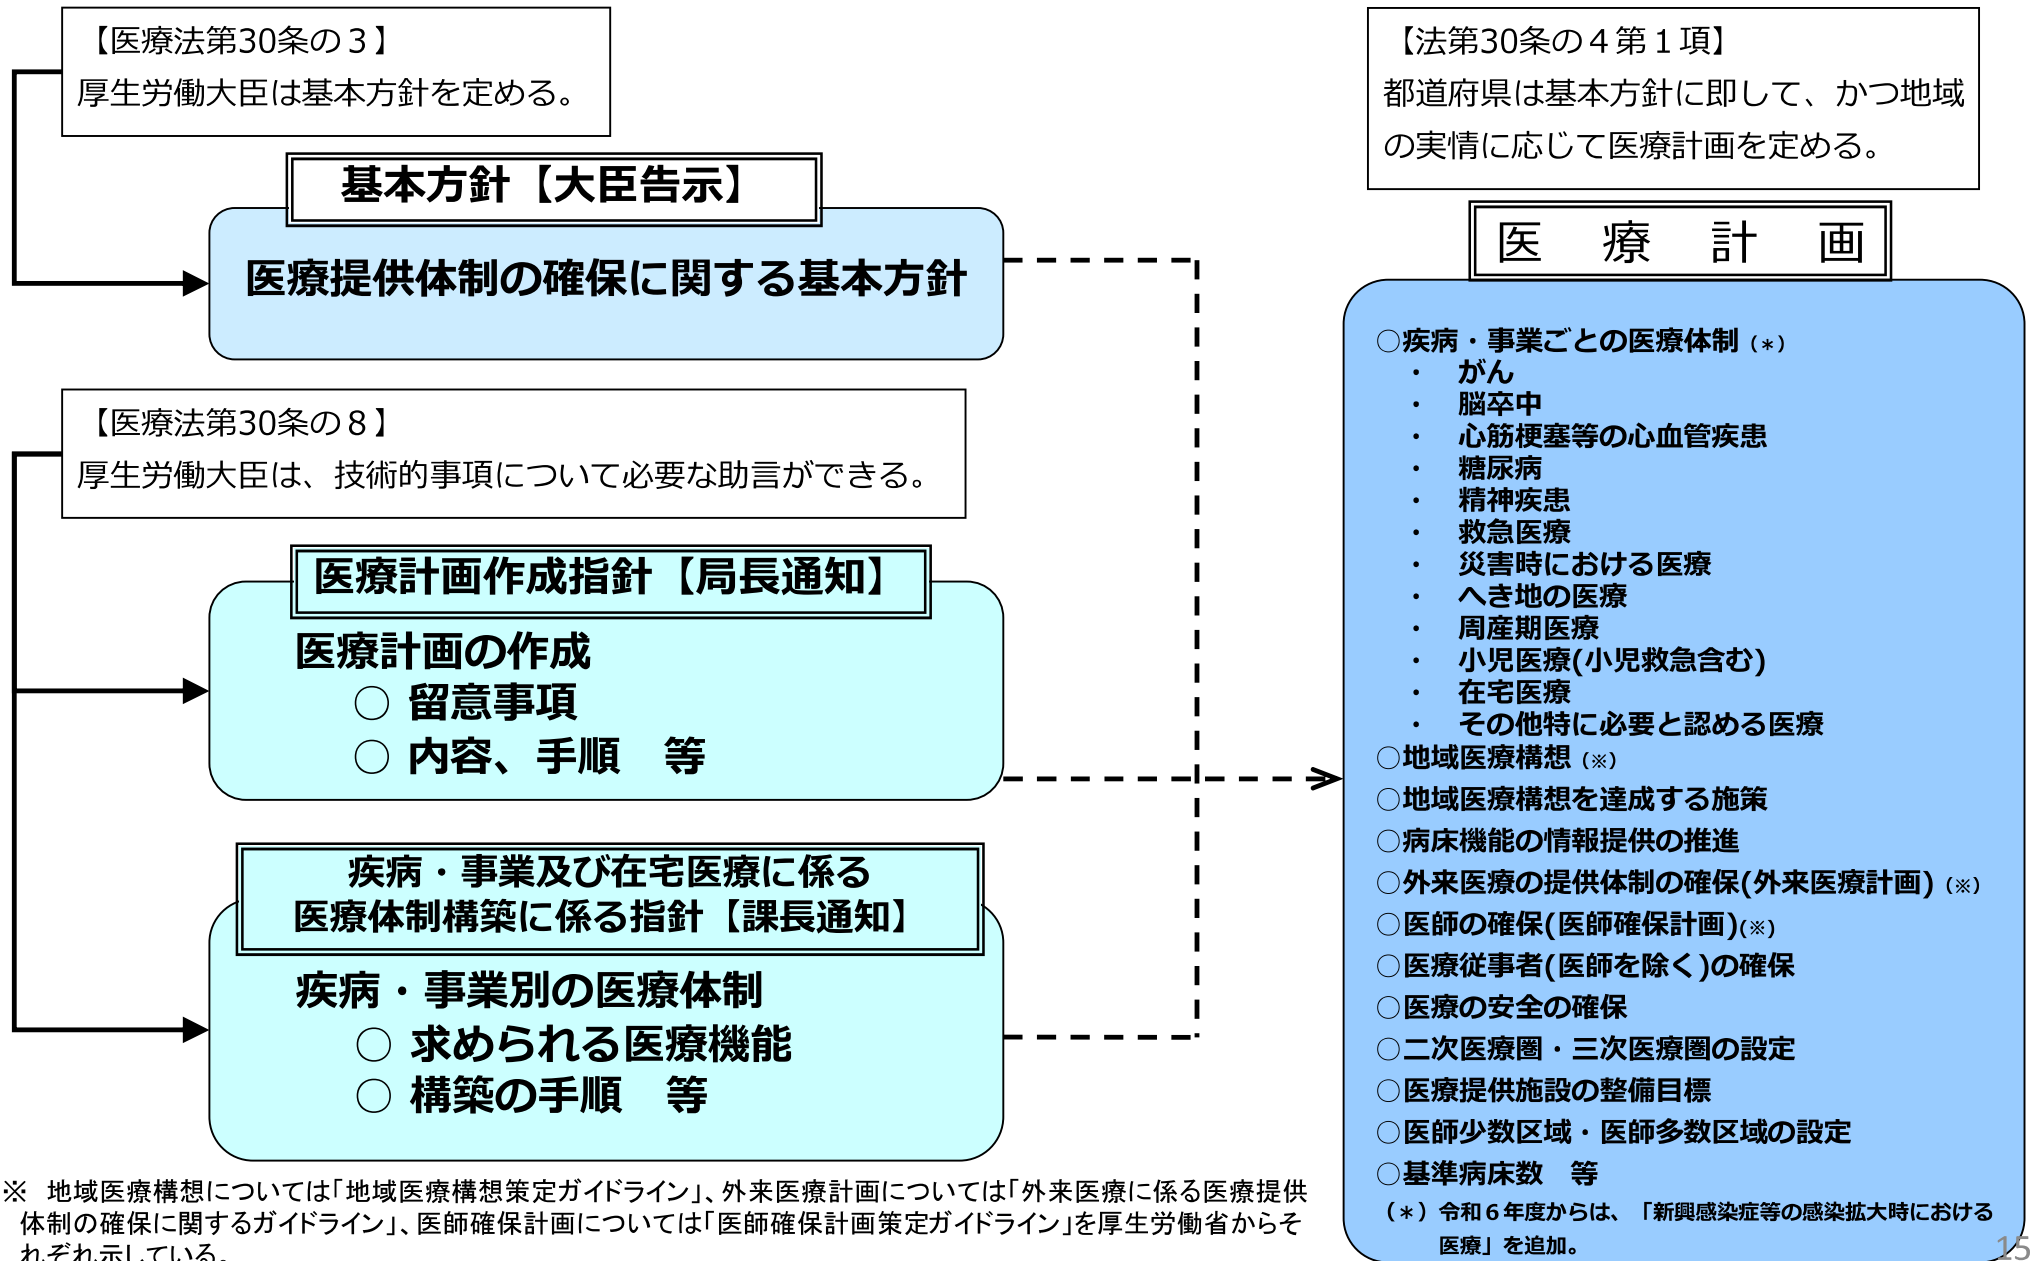 【医療法第30条の３】
厚生労働大臣は基本方針を定める。
基本方針【大臣告示】
医療提供体制の確保に関する基本方針
【医療法第30条の８】
厚生労働大臣は、技術的事項について必要な助言ができる。
医療計画作成指針【局長通知】
医療計画の作成
○ 留意事項
○ 内容、手順　等
疾病・事業及び在宅医療に係る
医療体制構築に係る指針【課長通知】
疾病・事業別の医療体制
○ 求められる医療機能
○ 構築の手順　等
※　地域医療構想については「地域医療構想策定ガイドライン」、外来医療計画については「外来医療に係る医療提供
体制の確保に関するガイドライン」、医師確保計画については「医師確保計画策定ガイドライン」を厚生労働省からそ
れぞれ示している。
【法第30条の４第１項】
都道府県は基本方針に即して、かつ地域
の実情に応じて医療計画を定める。
医　療　計　画
○疾病・事業ごとの医療体制（＊）
・　がん
・　脳卒中
・　心筋梗塞等の心血管疾患
・　糖尿病
・　精神疾患
・　救急医療
・　災害時における医療
・　へき地の医療
・　周産期医療
・　小児医療(小児救急含む)
・　在宅医療
・　その他特に必要と認める医療
○地域医療構想（※）
○地域医療構想を達成する施策
○病床機能の情報提供の推進
○外来医療の提供体制の確保(外来医療計画)（※）
○医師の確保(医師確保計画)（※）
○医療従事者(医師を除く)の確保
○医療の安全の確保
○二次医療圏・三次医療圏の設定
○医療提供施設の整備目標
○医師少数区域・医師多数区域の設定
○基準病床数　等
（＊）令和６年度からは、「新興感染症等の感染拡大時における
医療」を追加。
15